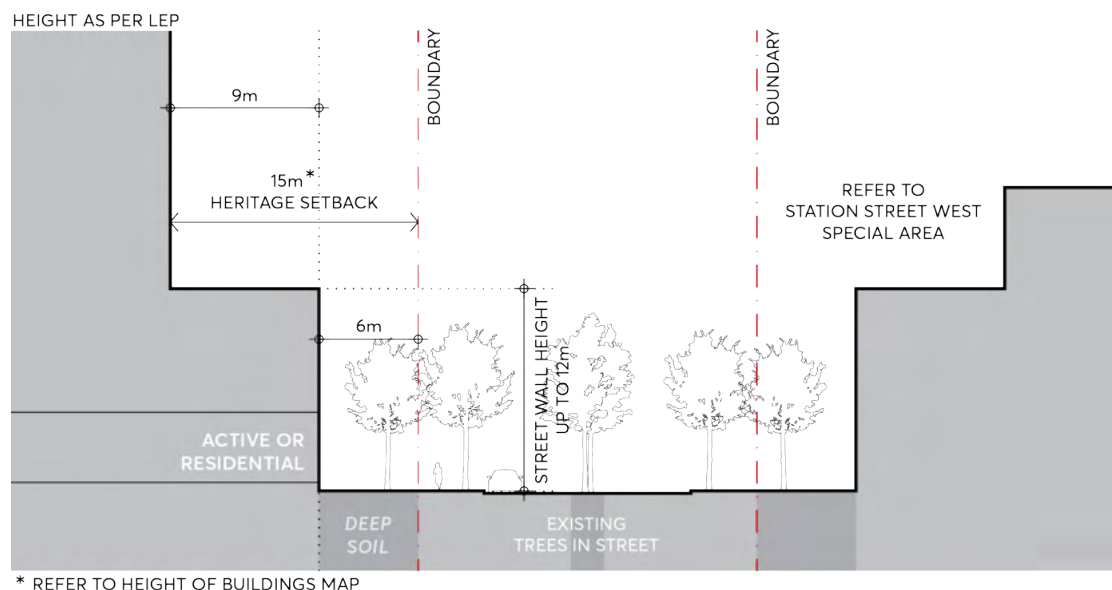 HEIGHT AS PER LEP
BOUNDARY
BOUNDARY
9m
15m*
HERITAGE SETBACK
REFER TO
STATION STREET WEST
SPECIAL AREA
6m
STREET WALL HEIGHT
UP TO 12m
ACTIVE OR
RESIDENTIAL
DEEP
SOIL
EXISTING
TREES IN STREET
* REFER TO HEIGHT OF BUILDINGS MAP